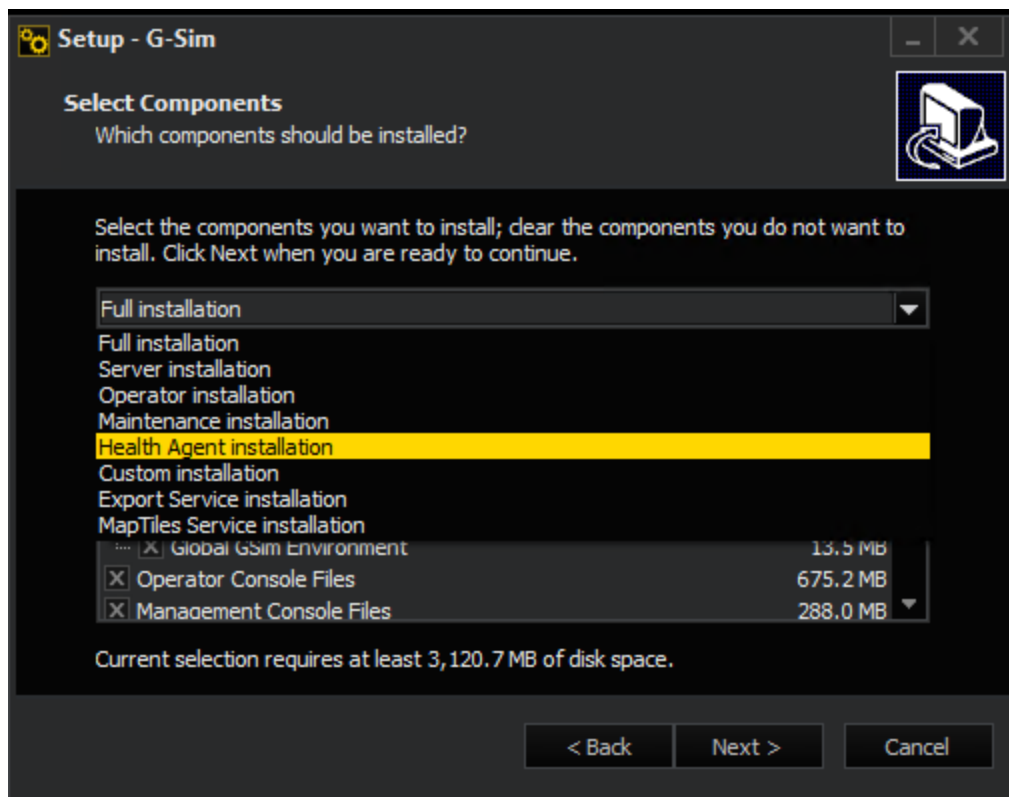 Setup - G-Sim
Select Components
Which components should be installed?
Select the components you want to install; clear the components you do not want to
install. Click Next when you are ready to continue.
Full installation
Full installation
Server installation
Operator installation
Maintenance installation
Health Agent installation
Custom installation
Export Service installation
MapTiles Service installation
Global GSim Environment 13.5 MB
Operator Console Files 675.2 MB
Management Console Files 288.0 MB
Current selection requires at least 3,120.7 MB of disk space.
< Back Next > Cancel